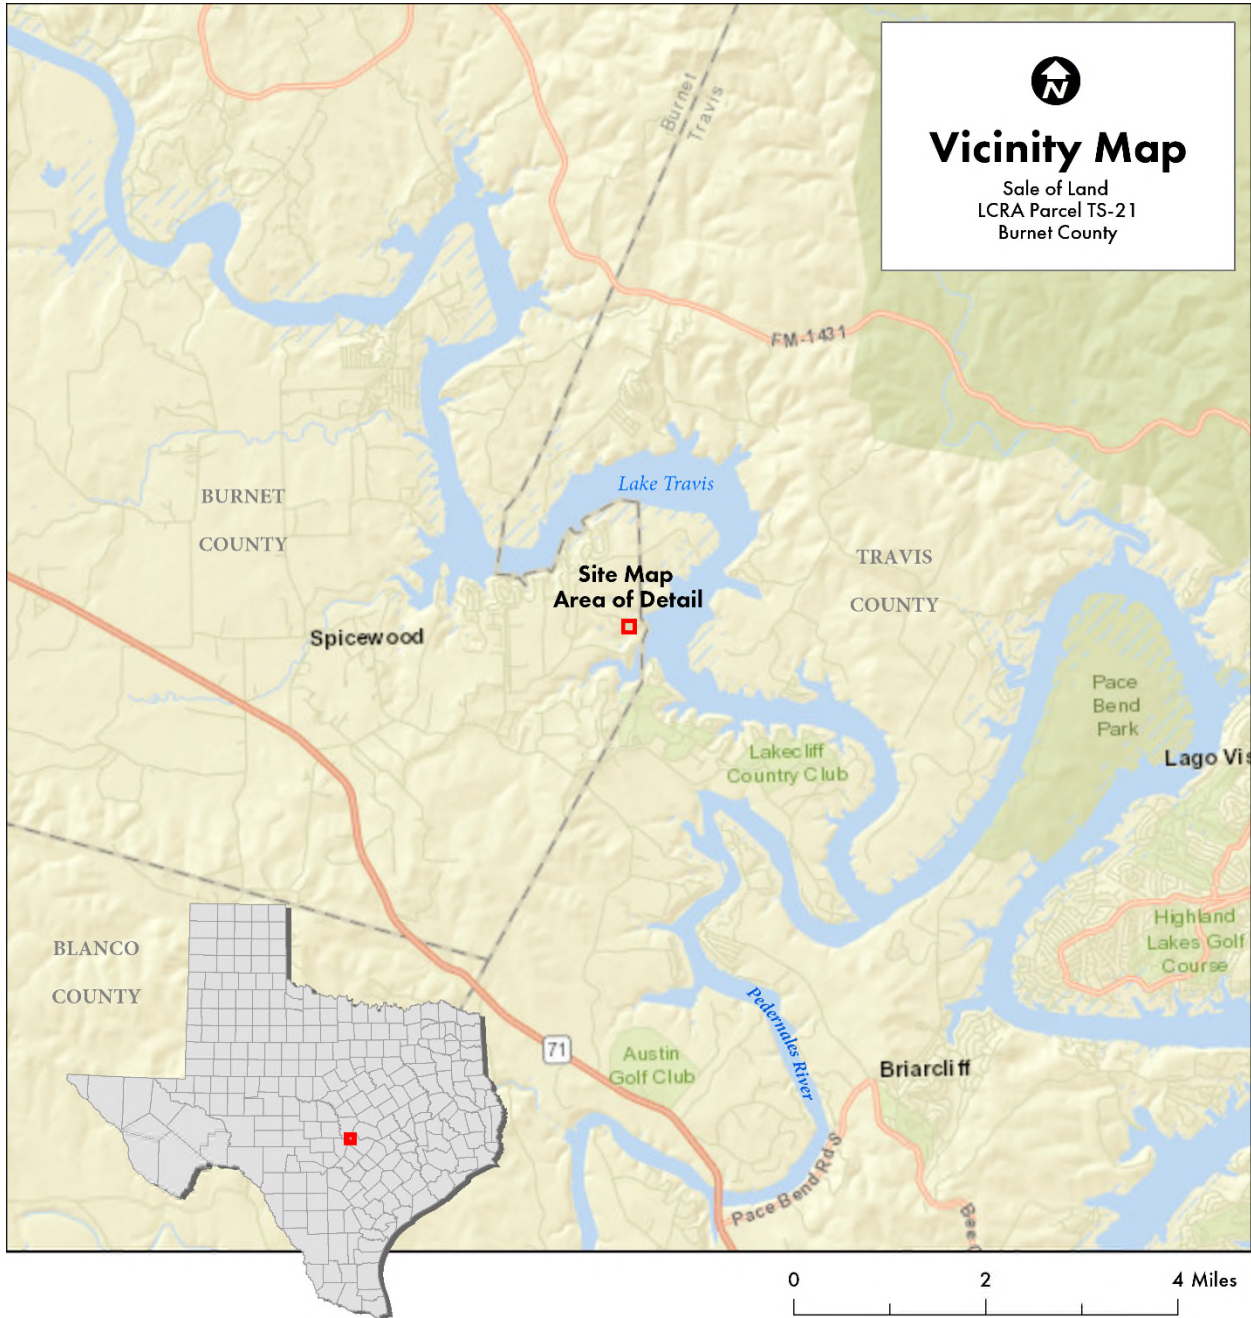 N
Vicinity Map
Sale of Land
LCRA Parcel TS-21
Burnet County
Burnet
Travis
FM-1431
Lake Travis
BURNET
COUNTY
TRAVIS
COUNTY
Site Map
Area of Detail
Spicewood
Pace
Bend
Park
Lago Vis
Lakecliff
Country Club
Highland
Lakes Golf
Course
BLANCO
COUNTY
Pedernales River
71
Austin
Golf Club
Briarcliff
Pace Bend Rd S
Bee
0 2 4 Miles